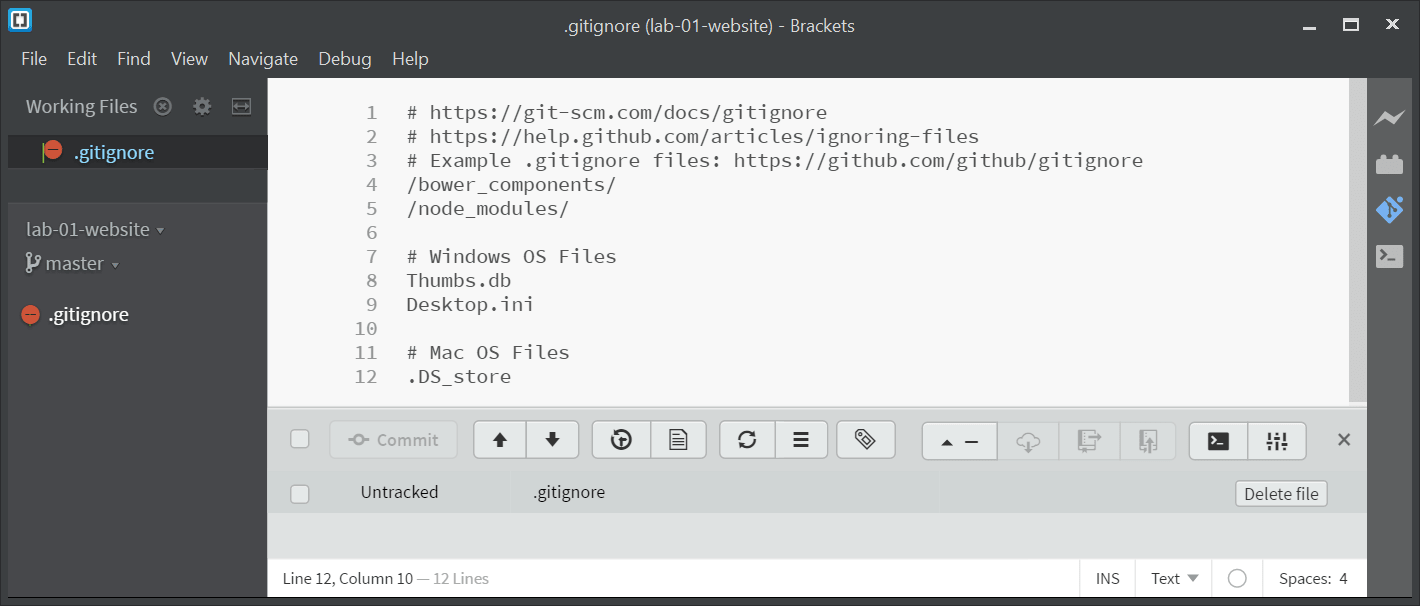 .gitignore (lab-01-website) - Brackets
File Edit Find View Navigate Debug Help
Working Files
.gitignore
lab-01-website
master
.gitignore
1 # https://git-scm.com/docs/gitignore
2 # https://help.github.com/articles/ignoring-files
3 # Example .gitignore files: https://github.com/github/gitignore
4 /bower_components/
5 /node_modules/
6
7 # Windows OS Files
8 Thumbs.db
9 Desktop.ini
10
11 # Mac OS Files
12 .DS_store
Commit
Untracked .gitignore Delete file
Line 12, Column 10 — 12 Lines INS Text Spaces: 4